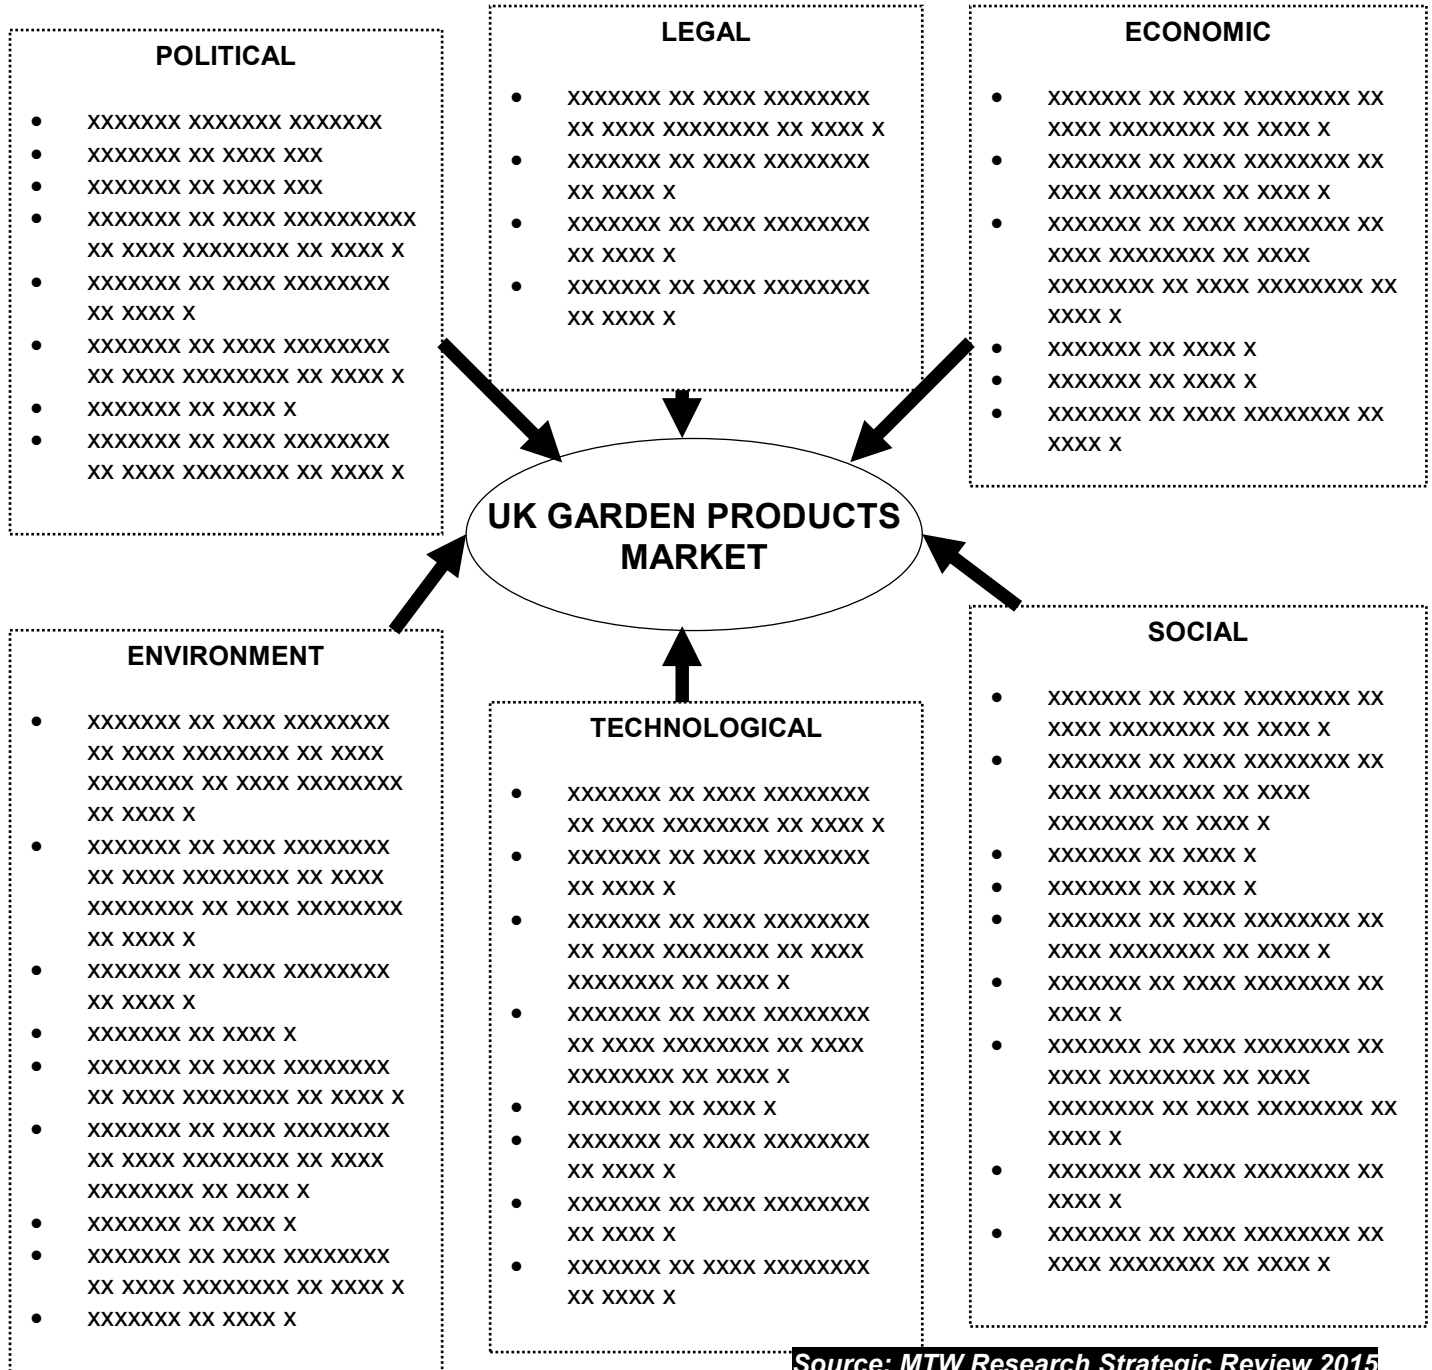 POLITICAL
• xxxxxxx xxxxxxx xxxxxxx
• xxxxxxx xx xxxx xxx
• xxxxxxx xx xxxx xxx
• xxxxxxx xx xxxx xxxxxxxxxx
xx xxxx xxxxxxxx xx xxxx x
• xxxxxxx xx xxxx xxxxxxxx
xx xxxx x
• xxxxxxx xx xxxx xxxxxxxx
xx xxxx xxxxxxxx xx xxxx x
• xxxxxxx xx xxxx x
• xxxxxxx xx xxxx xxxxxxxx
xx xxxx xxxxxxxx xx xxxx x
LEGAL
• xxxxxxx xx xxxx xxxxxxxx
xx xxxx xxxxxxxx xx xxxx x
• xxxxxxx xx xxxx xxxxxxxx
xx xxxx x
• xxxxxxx xx xxxx xxxxxxxx
xx xxxx x
• xxxxxxx xx xxxx xxxxxxxx
xx xxxx x
ECONOMIC
• xxxxxxx xx xxxx xxxxxxxx xx
xxxx xxxxxxxx xx xxxx x
• xxxxxxx xx xxxx xxxxxxxx xx
xxxx xxxxxxxx xx xxxx x
• xxxxxxx xx xxxx xxxxxxxx xx
xxxx xxxxxxxx xx xxxx
xxxxxxxx xx xxxx xxxxxxxx xx
xxxx x
• xxxxxxx xx xxxx x
• xxxxxxx xx xxxx x
• xxxxxxx xx xxxx xxxxxxxx xx
xxxx x
UK GARDEN PRODUCTS
MARKET
ENVIRONMENT
• xxxxxxx xx xxxx xxxxxxxx
xx xxxx xxxxxxxx xx xxxx
xxxxxxxx xx xxxx xxxxxxxx
xx xxxx x
• xxxxxxx xx xxxx xxxxxxxx
xx xxxx xxxxxxxx xx xxxx
xxxxxxxx xx xxxx xxxxxxxx
xx xxxx x
• xxxxxxx xx xxxx xxxxxxxx
xx xxxx x
• xxxxxxx xx xxxx x
• xxxxxxx xx xxxx xxxxxxxx
xx xxxx xxxxxxxx xx xxxx x
• xxxxxxx xx xxxx xxxxxxxx
xx xxxx xxxxxxxx xx xxxx
xxxxxxxx xx xxxx x
• xxxxxxx xx xxxx x
• xxxxxxx xx xxxx xxxxxxxx
xx xxxx xxxxxxxx xx xxxx x
• xxxxxxx xx xxxx x
TECHNOLOGICAL
• xxxxxxx xx xxxx xxxxxxxx
xx xxxx xxxxxxxx xx xxxx x
• xxxxxxx xx xxxx xxxxxxxx
xx xxxx x
• xxxxxxx xx xxxx xxxxxxxx
xx xxxx xxxxxxxx xx xxxx
xxxxxxxx xx xxxx x
• xxxxxxx xx xxxx xxxxxxxx
xx xxxx xxxxxxxx xx xxxx
xxxxxxxx xx xxxx x
• xxxxxxx xx xxxx x
• xxxxxxx xx xxxx xxxxxxxx
xx xxxx x
• xxxxxxx xx xxxx xxxxxxxx
xx xxxx x
• xxxxxxx xx xxxx xxxxxxxx
xx xxxx x
SOCIAL
• xxxxxxx xx xxxx xxxxxxxx xx
xxxx xxxxxxxx xx xxxx x
• xxxxxxx xx xxxx xxxxxxxx xx
xxxx xxxxxxxx xx xxxx
xxxxxxxx xx xxxx x
• xxxxxxx xx xxxx x
• xxxxxxx xx xxxx x
• xxxxxxx xx xxxx xxxxxxxx xx
xxxx xxxxxxxx xx xxxx x
• xxxxxxx xx xxxx xxxxxxxx xx
xxxx x
• xxxxxxx xx xxxx xxxxxxxx xx
xxxx xxxxxxxx xx xxxx
xxxxxxxx xx xxxx xxxxxxxx xx
xxxx x
• xxxxxxx xx xxxx xxxxxxxx xx
xxxx x
• xxxxxxx xx xxxx xxxxxxxx xx
xxxx xxxxxxxx xx xxxx x
Source: MTW Research Strategic Review 2015